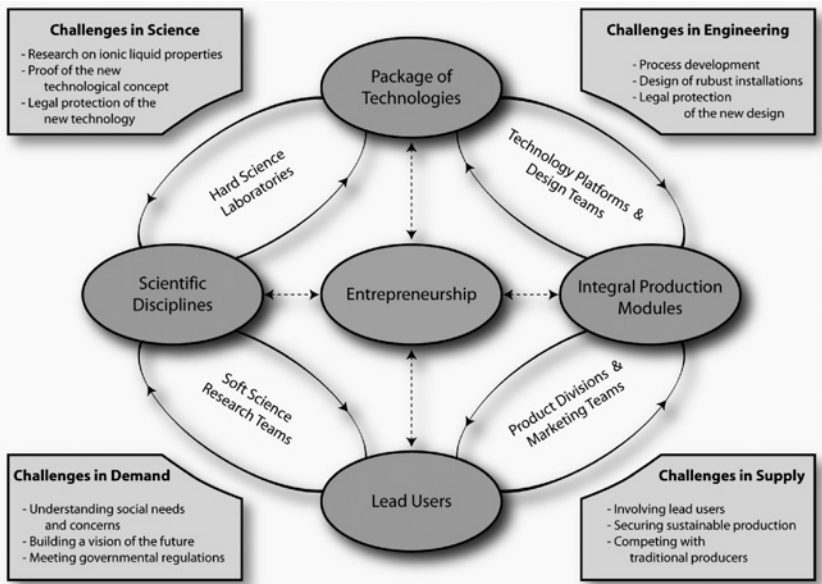 Challenges in Science
- Research on ionic liquid properties
- Proof of the new
technological concept
- Legal protection of the
new technology
Challenges in Engineering
- Process development
- Design of rubust installations
- Legal protection
of the new design
Package of
Technologies
Hard Science
Laboratories
Technology Platforms &
Design Teams
Scientific
Disciplines
Entrepreneurship
Integral Production
Modules
Soft Science
Research Teams
Product Divisions &
Marketing Teams
Lead Users
Challenges in Demand
- Understanding social needs
and concerns
- Building a vision of the future
- Meeting governmental regulations
Challenges in Supply
- Involving lead users
- Securing sustainable production
- Competing with
traditional producers